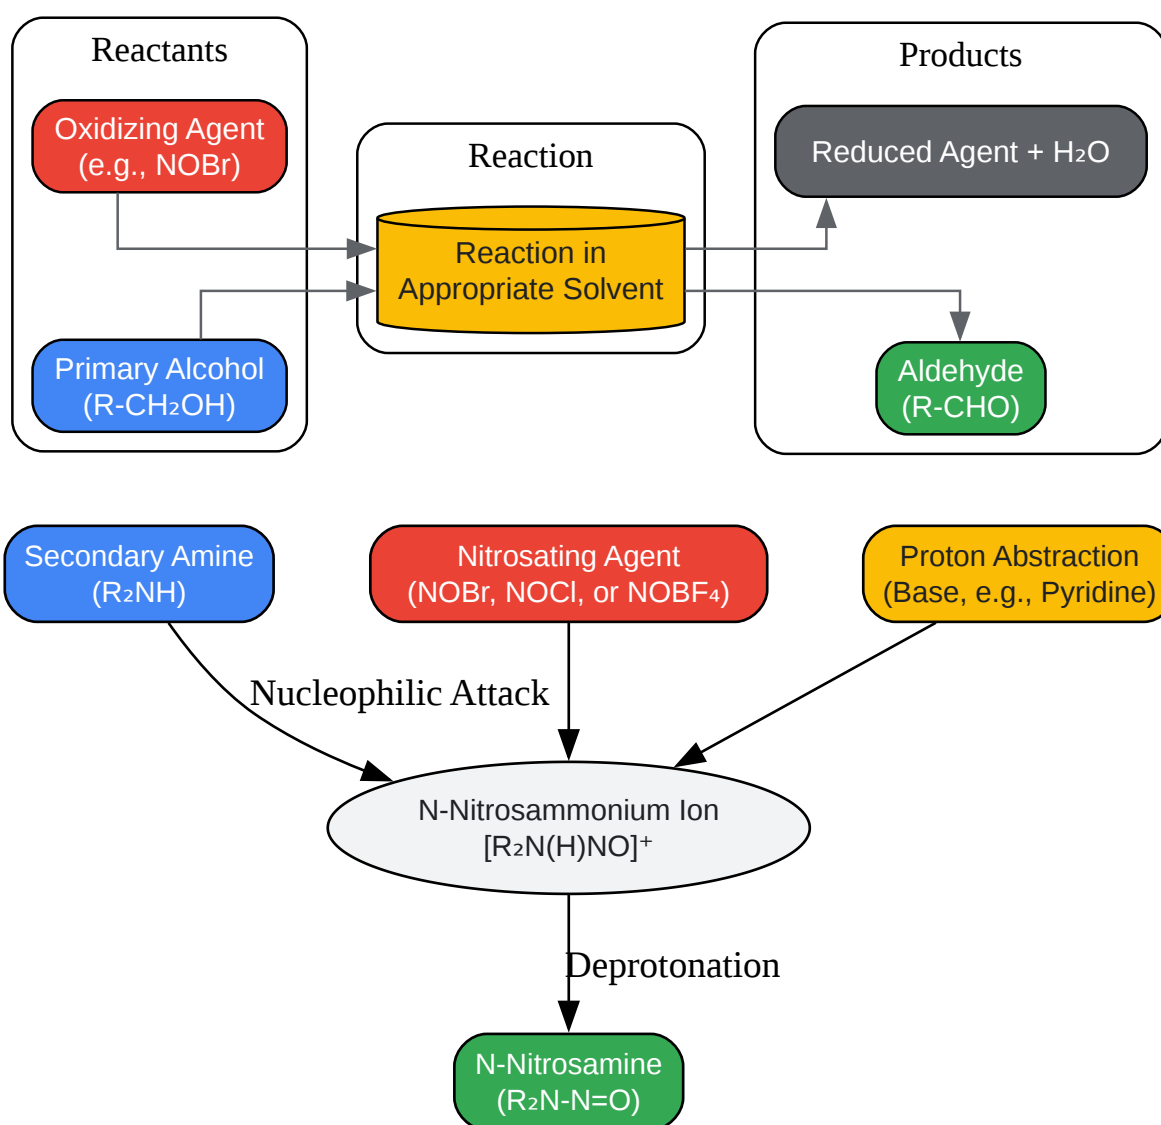 Reactants
Oxidizing Agent
(e.g., NOBr)
Primary Alcohol
(R-CH₂OH)
Reaction
Reaction in
Appropriate Solvent
Products
Reduced Agent + H₂O
Aldehyde
(R-CHO)
Secondary Amine
(R₂NH)
Nitrosating Agent
(NOBr, NOCl, or NOBF₄)
Proton Abstraction
(Base, e.g., Pyridine)
Nucleophilic Attack
N-Nitrosammonium Ion
[R₂N(H)NO]⁺
Deprotonation
N-Nitrosamine
(R₂N-N=O)